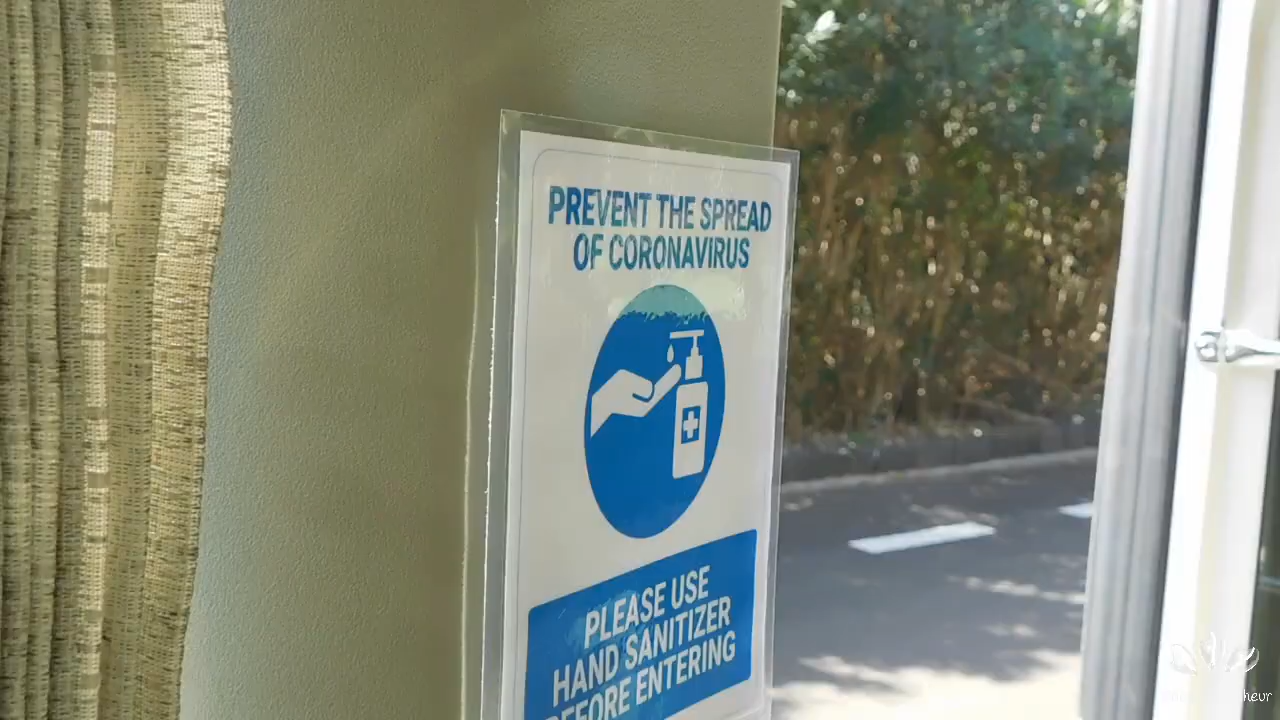 PREVENT THE SPREAD
OF CORONAVIRUS
PLEASE USE
HAND SANITIZER
BEFORE ENTERING